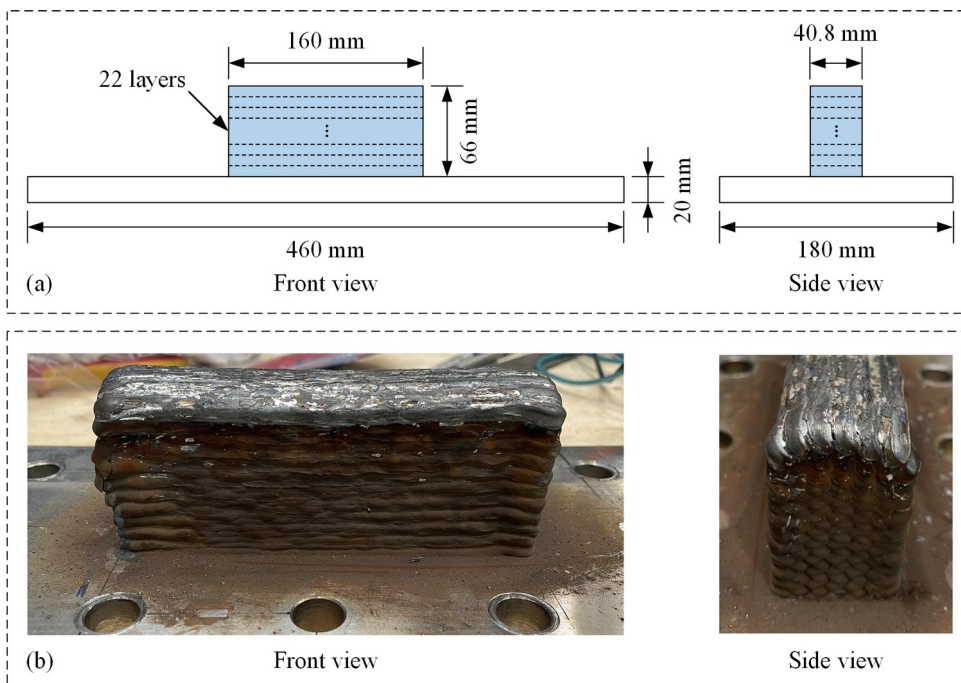 160 mm
40.8 mm
22 layers
66 mm
20 mm
460 mm
180 mm
(a)
Front view
Side view
(b)
Front view
Side view